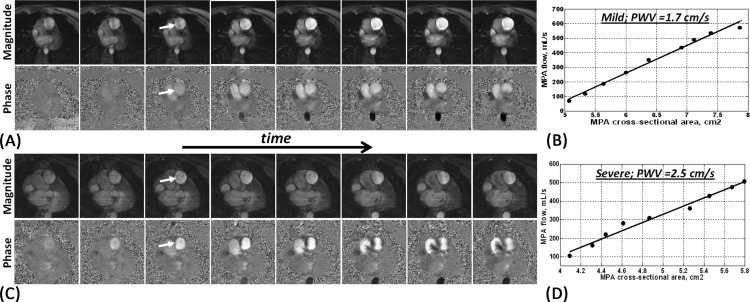 Magnitude
Phase
(A)
time
Magnitude
Phase
(C)
Mild; PWV =1.7 cm/s
MPA flow, mL/s
700
600
500
400
300
200
100
0
5 5.5 6 6.5 7 7.5 8
MPA cross-sectional area, cm2
(B)
Severe; PWV =2.5 cm/s
MPA flow, mL/s
600
500
400
300
200
100
4 4.2 4.4 4.6 4.8 5 5.2 5.4 5.6 5.8
MPA cross-sectional area, cm2
(D)